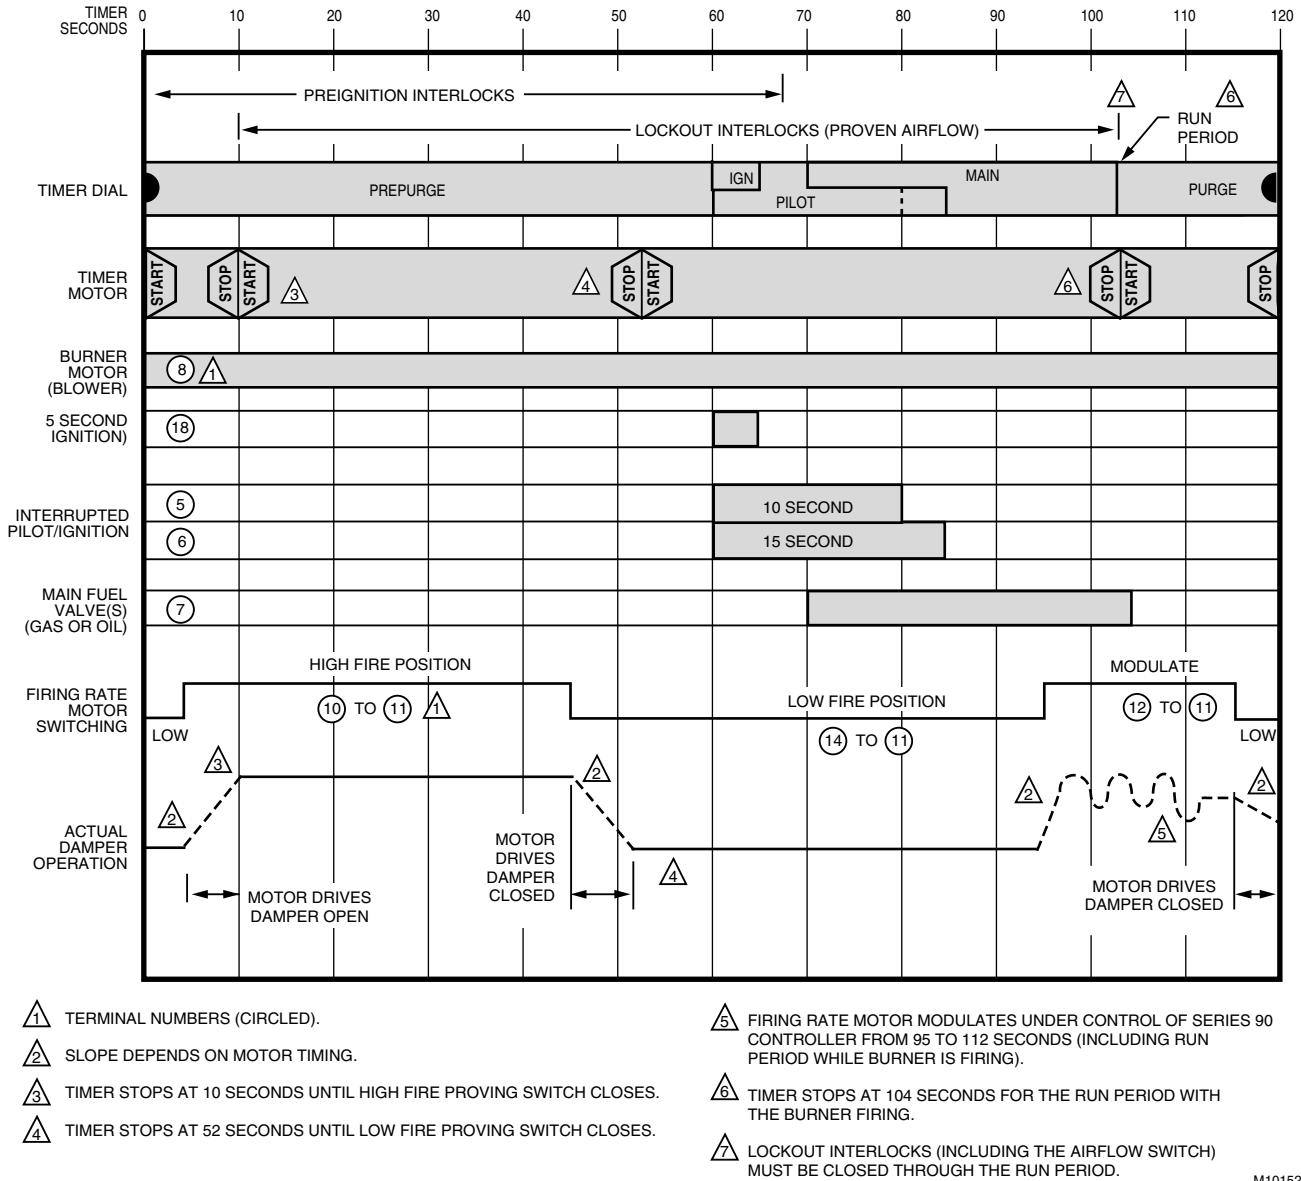 TIMER
SECONDS
0 10 20 30 40 50 60 70 80 90 100 110 120
PREIGNITION INTERLOCKS
7
6
LOCKOUT INTERLOCKS (PROVEN AIRFLOW)
RUN
PERIOD
TIMER DIAL
PREPURGE
IGN
PILOT
MAIN
PURGE
TIMER
MOTOR
START
STOP
START
3
4
STOP
START
6
STOP
START
STOP
BURNER
MOTOR
(BLOWER)
8
1
5 SECOND
IGNITION)
18
INTERRUPTED
PILOT/IGNITION
5
10 SECOND
6
15 SECOND
MAIN FUEL
VALVE(S)
(GAS OR OIL)
7
FIRING RATE
MOTOR
SWITCHING
LOW
HIGH FIRE POSITION
10 TO 11 1
LOW FIRE POSITION
14 TO 11
MODULATE
12 TO 11
LOW
ACTUAL
DAMPER
OPERATION
2
3
2
4
2
5
2
MOTOR DRIVES
DAMPER OPEN
MOTOR
DRIVES
DAMPER
CLOSED
MOTOR DRIVES
DAMPER CLOSED
1 TERMINAL NUMBERS (CIRCLED).
2 SLOPE DEPENDS ON MOTOR TIMING.
3 TIMER STOPS AT 10 SECONDS UNTIL HIGH FIRE PROVING SWITCH CLOSES.
4 TIMER STOPS AT 52 SECONDS UNTIL LOW FIRE PROVING SWITCH CLOSES.
5 FIRING RATE MOTOR MODULATES UNDER CONTROL OF SERIES 90
CONTROLLER FROM 95 TO 112 SECONDS (INCLUDING RUN
PERIOD WHILE BURNER IS FIRING).
6 TIMER STOPS AT 104 SECONDS FOR THE RUN PERIOD WITH
THE BURNER FIRING.
7 LOCKOUT INTERLOCKS (INCLUDING THE AIRFLOW SWITCH)
MUST BE CLOSED THROUGH THE RUN PERIOD.
M10152